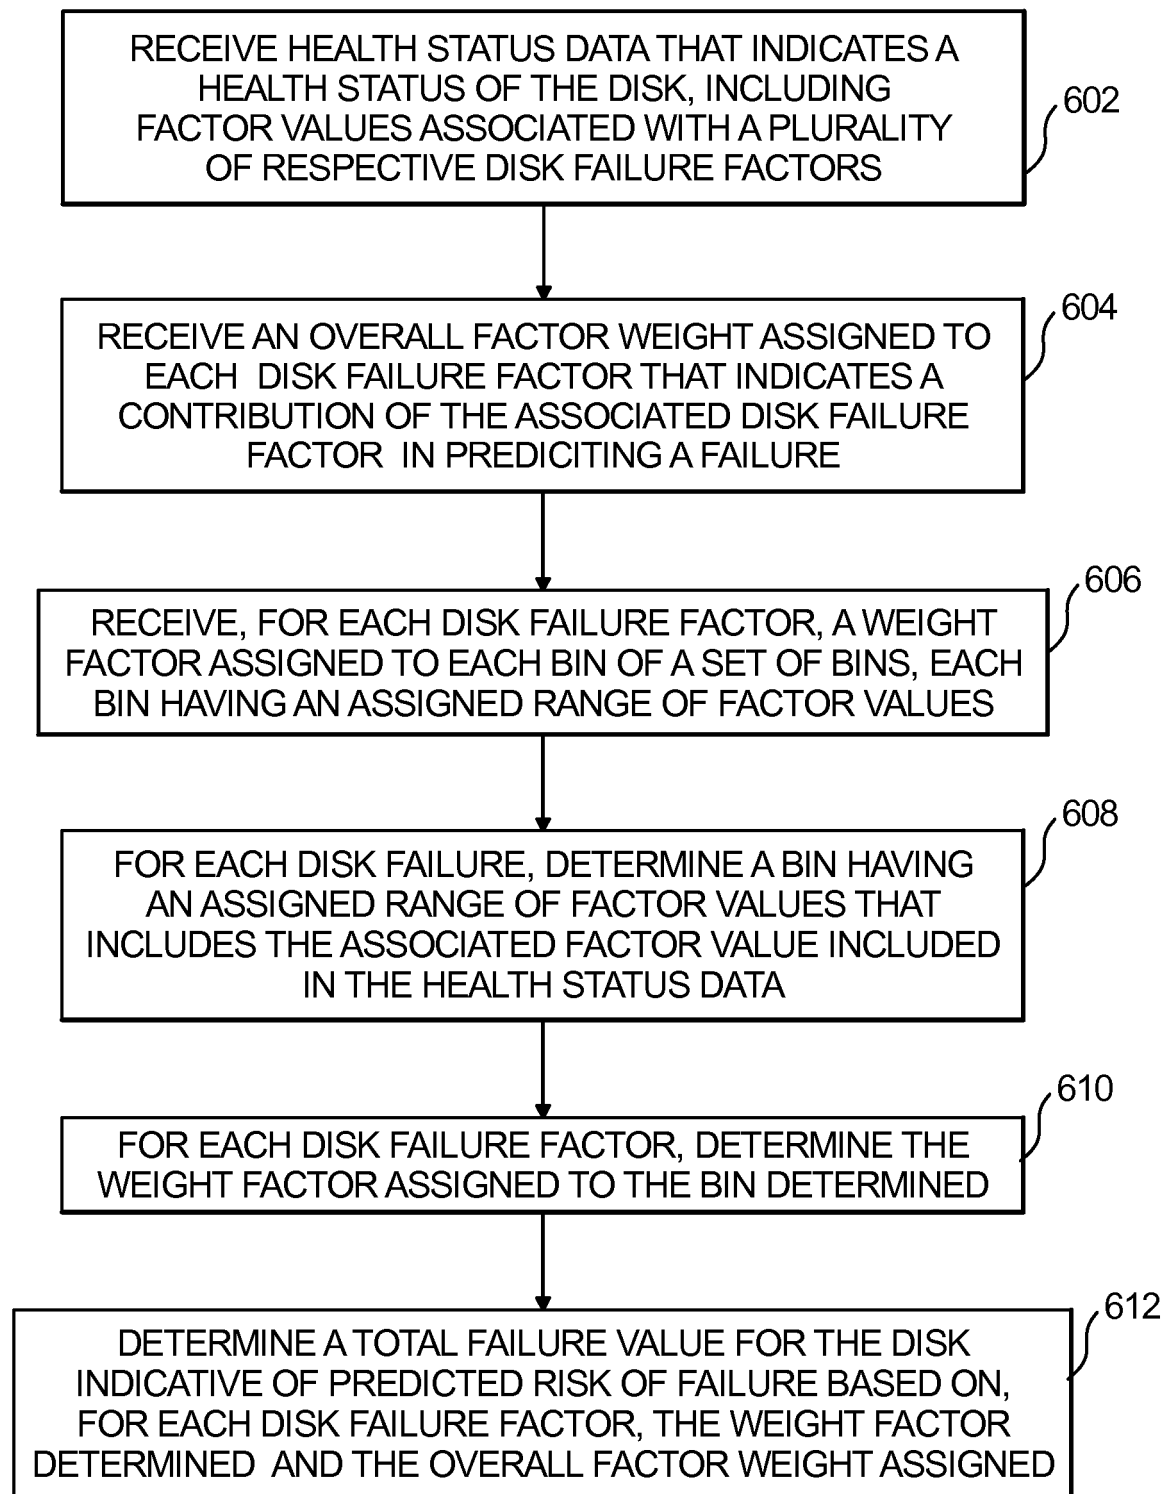 RECEIVE HEALTH STATUS DATA THAT INDICATES A
HEALTH STATUS OF THE DISK, INCLUDING
FACTOR VALUES ASSOCIATED WITH A PLURALITY
OF RESPECTIVE DISK FAILURE FACTORS
602
RECEIVE AN OVERALL FACTOR WEIGHT ASSIGNED TO
EACH DISK FAILURE FACTOR THAT INDICATES A
CONTRIBUTION OF THE ASSOCIATED DISK FAILURE
FACTOR IN PREDICITING A FAILURE
604
RECEIVE, FOR EACH DISK FAILURE FACTOR, A WEIGHT
FACTOR ASSIGNED TO EACH BIN OF A SET OF BINS, EACH
BIN HAVING AN ASSIGNED RANGE OF FACTOR VALUES
606
FOR EACH DISK FAILURE, DETERMINE A BIN HAVING
AN ASSIGNED RANGE OF FACTOR VALUES THAT
INCLUDES THE ASSOCIATED FACTOR VALUE INCLUDED
IN THE HEALTH STATUS DATA
608
FOR EACH DISK FAILURE FACTOR, DETERMINE THE
WEIGHT FACTOR ASSIGNED TO THE BIN DETERMINED
610
DETERMINE A TOTAL FAILURE VALUE FOR THE DISK
INDICATIVE OF PREDICTED RISK OF FAILURE BASED ON,
FOR EACH DISK FAILURE FACTOR, THE WEIGHT FACTOR
DETERMINED AND THE OVERALL FACTOR WEIGHT ASSIGNED
612